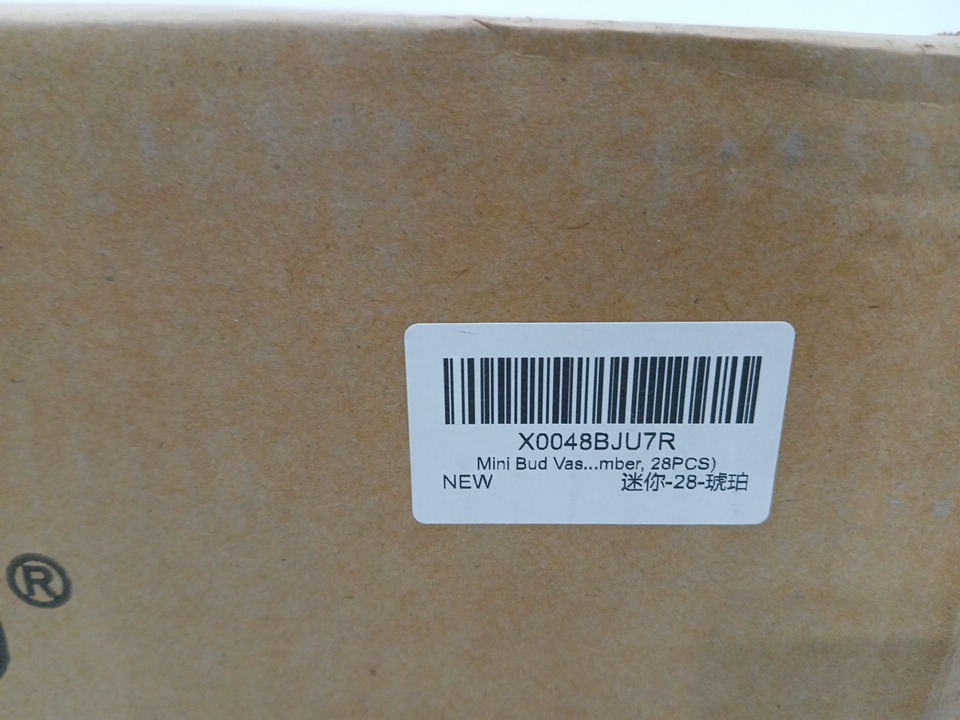 X0048BJU7R
Mini Bud Vas...mber, 28PCS)
NEW 迷你-28-琥珀
®